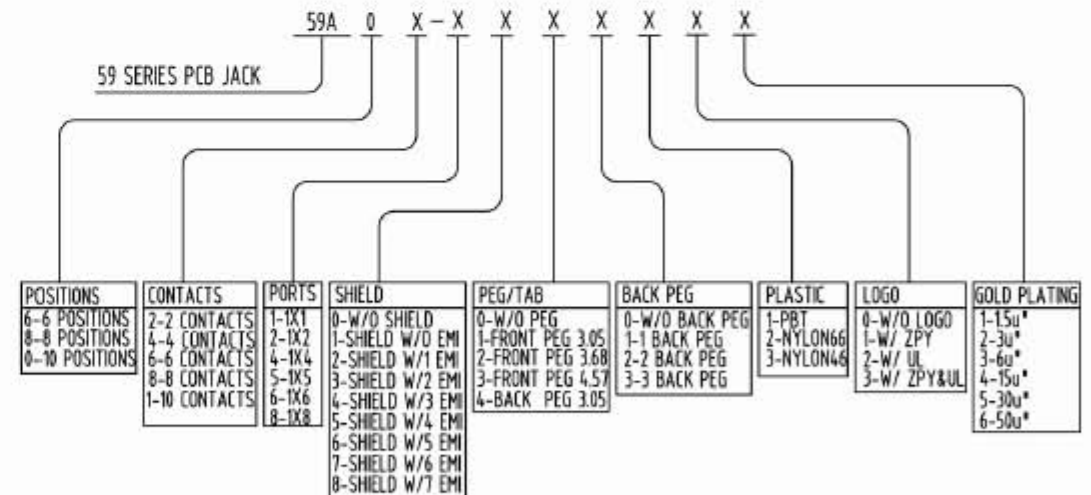 59A 0 X-X X X X X X X
59 SERIES PCB JACK
POSITIONS
6-6 POSITIONS
8-8 POSITIONS
0-10 POSITIONS
CONTACTS
2-2 CONTACTS
4-4 CONTACTS
6-6 CONTACTS
8-8 CONTACTS
1-10 CONTACTS
PORTS
1-1X1
2-1X2
4-1X4
5-1X5
6-1X6
8-1X8
SHIELD
0-W/O SHIELD
1-SHIELD W/O EMI
2-SHIELD W/1 EMI
3-SHIELD W/2 EMI
4-SHIELD W/3 EMI
5-SHIELD W/4 EMI
6-SHIELD W/5 EMI
7-SHIELD W/6 EMI
8-SHIELD W/7 EMI
PEG/TAB
0-W/O PEG
1-FRONT PEG 3.05
2-FRONT PEG 3.68
3-FRONT PEG 4.57
4-BACK PEG 3.05
BACK PEG
0-W/O BACK PEG
1-1 BACK PEG
2-2 BACK PEG
3-3 BACK PEG
PLASTIC
1-PBT
2-NYLON66
3-NYLON46
LOGO
0-W/O LOGO
1-W/ ZPY
2-W/ UL
3-W/ ZPY&UL
GOLD PLATING
1-1.5u"
2-3u"
3-6u"
4-15u"
5-30u"
6-50u"